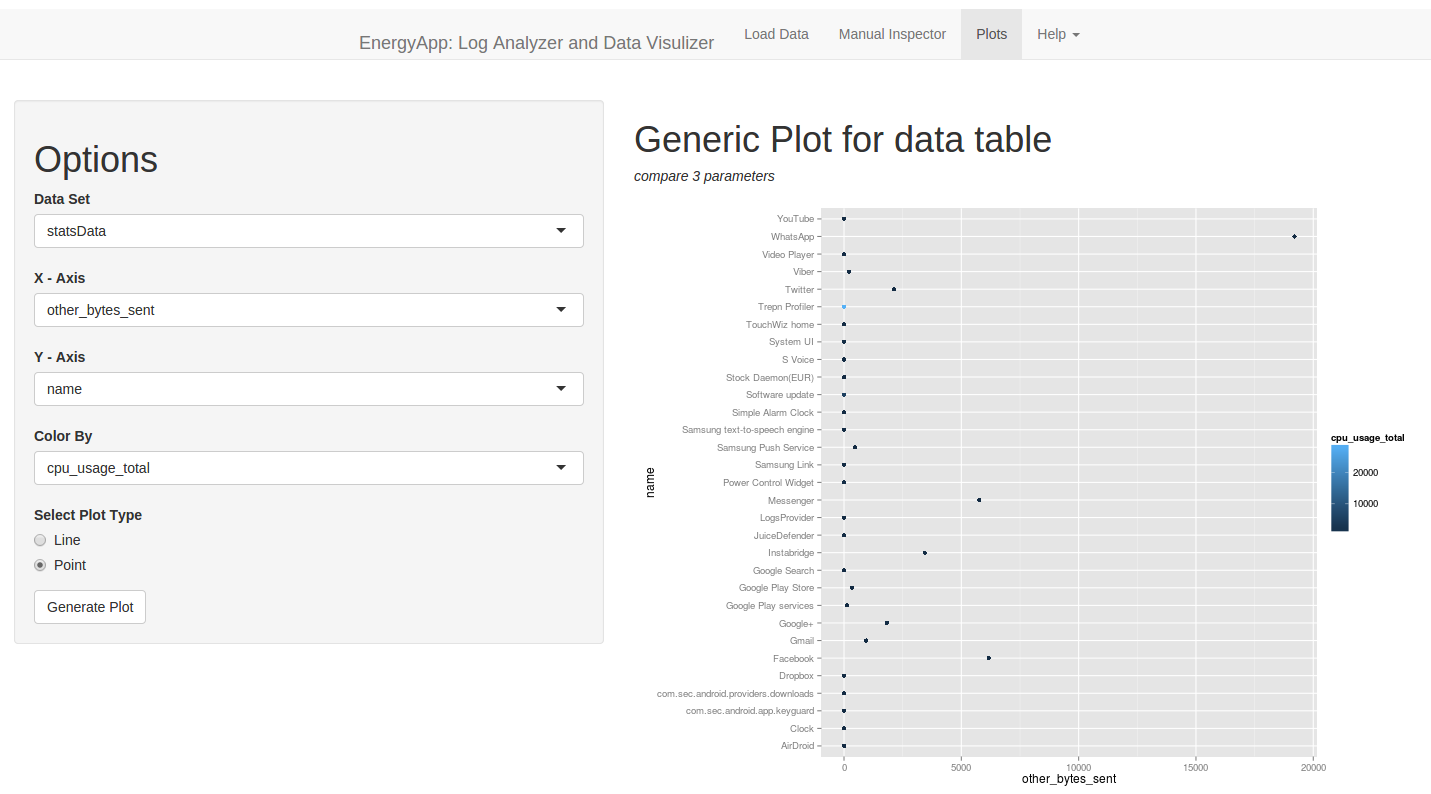 EnergyApp: Log Analyzer and Data Visulizer
Load Data
Manual Inspector
Plots
Help
Options
Data Set
statsData
X - Axis
other_bytes_sent
Y - Axis
name
Color By
cpu_usage_total
Select Plot Type
Line
Point
Generate Plot
Generic Plot for data table
compare 3 parameters
YouTube
WhatsApp
Video Player
Viber
Twitter
Trepn Profiler
TouchWiz home
System UI
S Voice
Stock Daemon(EUR)
Software update
Simple Alarm Clock
Samsung text-to-speech engine
Samsung Push Service
Samsung Link
Power Control Widget
Messenger
LogsProvider
JuiceDefender
Instabridge
Google Search
Google Play Store
Google Play services
Google+
Gmail
Facebook
Dropbox
com.sec.android.providers.downloads
com.sec.android.app.keyguard
Clock
AirDroid
name
0
5000
10000
15000
20000
other_bytes_sent
cpu_usage_total
20000
10000